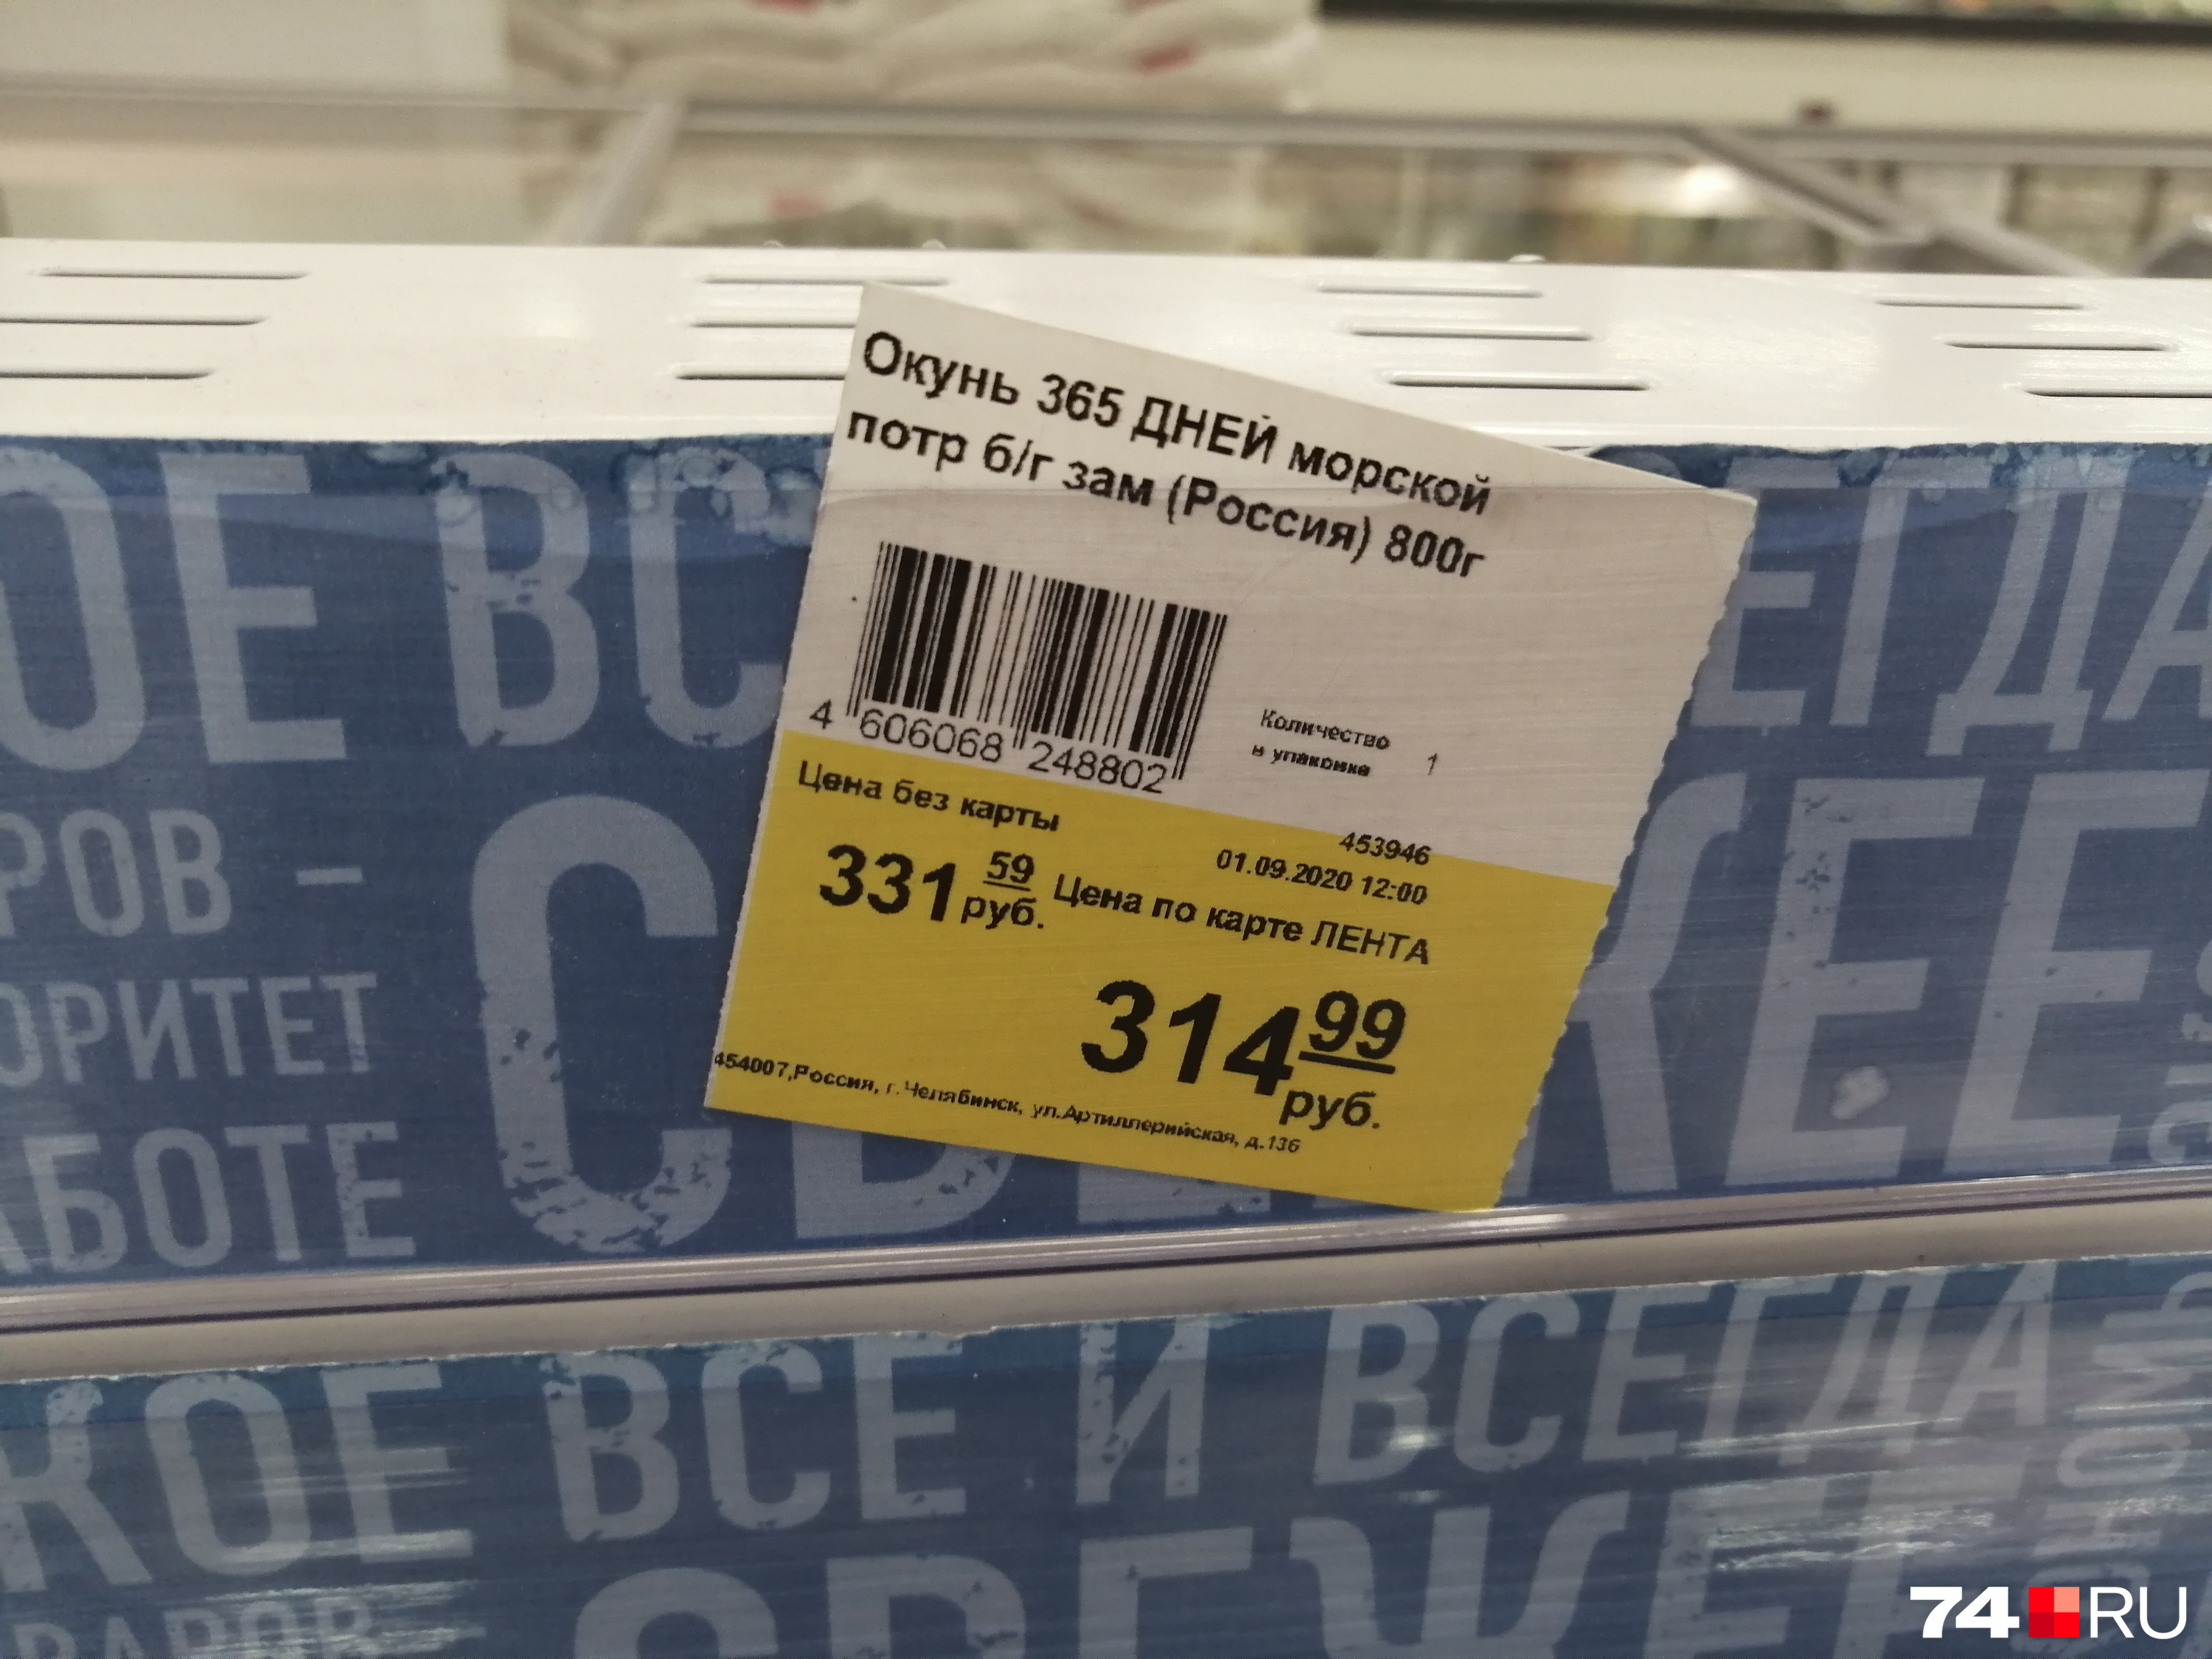 Окунь 365 ДНЕЙ морской
потр б/г зам (Россия) 800г
4 606068 248802
Количество
в упаковке 1
Цена без карты
453946
01.09.2020 12:00
331 59 руб.
Цена по карте ЛЕНТА
314 99 руб.
454007,Россия, г.Челябинск, ул.Артиллерийская, д.136
ОЕ ВС ЕГДА
РОВ –
ОРИТЕТ
АБОТЕ
КОЕ ВСЕ И ВСЕГДА
74 RU